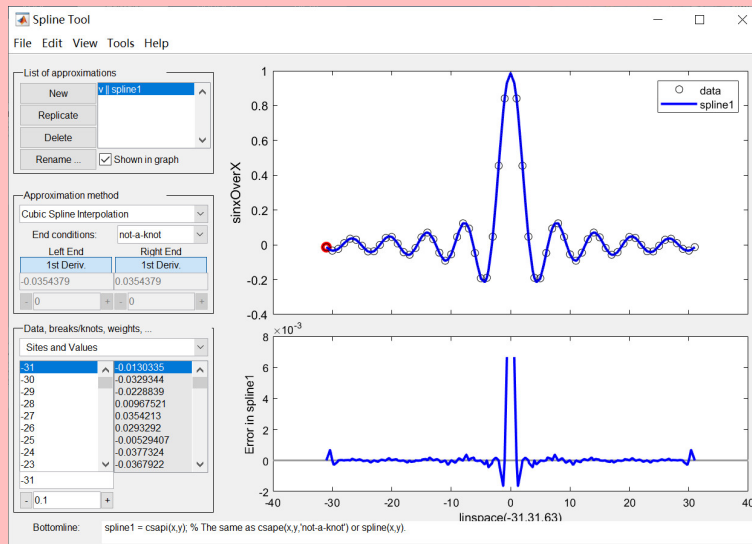 Spline Tool
File Edit View Tools Help
List of approximations
New
Replicate
Delete
Rename ...
v || spline1
Shown in graph
Approximation method
Cubic Spline Interpolation
End conditions: not-a-knot
Left End Right End
1st Deriv. 1st Deriv.
-0.0354379 0.0354379
- 0 + - 0 +
Data, breaks/knots, weights, ...
Sites and Values
-31 -0.0130335
-30 -0.0329344
-29 -0.0228839
-28 0.00967521
-27 0.0354213
-26 0.0293292
-25 -0.00529407
-24 -0.0377324
-23 -0.0367922
-31
- 0.1 +
1
0.8
0.6
0.4
0.2
0
-0.2
-0.4
sinxOverX
data
spline1
×10⁻³
8
6
4
2
0
-2
Error in spline1
-40 -30 -20 -10 0 10 20 30 40
linspace(-31,31,63)
Bottomline: spline1 = csapi(x,y); % The same as csape(x,y,'not-a-knot') or spline(x,y).